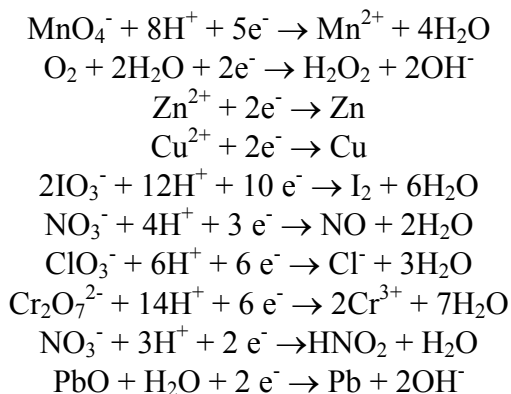 MnO₄⁻ + 8H⁺ + 5e⁻ → Mn²⁺ + 4H₂O
O₂ + 2H₂O + 2e⁻ → H₂O₂ + 2OH⁻
Zn²⁺ + 2e⁻ → Zn
Cu²⁺ + 2e⁻ → Cu
2IO₃⁻ + 12H⁺ + 10 e⁻ → I₂ + 6H₂O
NO₃⁻ + 4H⁺ + 3 e⁻ → NO + 2H₂O
ClO₃⁻ + 6H⁺ + 6 e⁻ → Cl⁻ + 3H₂O
Cr₂O₇²⁻ + 14H⁺ + 6 e⁻ → 2Cr³⁺ + 7H₂O
NO₃⁻ + 3H⁺ + 2 e⁻ →HNO₂ + H₂O
PbO + H₂O + 2 e⁻ → Pb + 2OH⁻